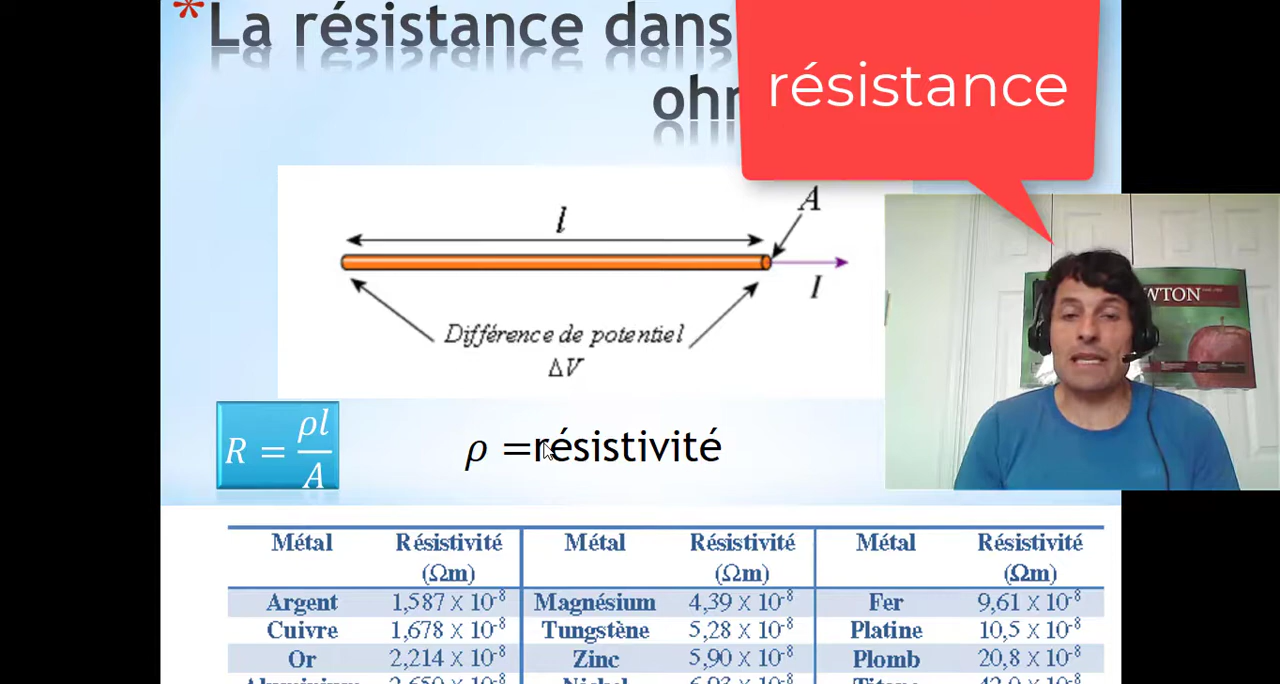 *La résistance dans
résistance
l
A
I
Différence de potentiel
ΔV
R = ρl/A
ρ =résistivité
WTON
Métal Résistivité (Ωm) Métal Résistivité (Ωm) Métal Résistivité (Ωm)
Argent 1,587 X 10⁻⁸ Magnésium 4,39 X 10⁻⁸ Fer 9,61 X 10⁻⁸
Cuivre 1,678 X 10⁻⁸ Tungstène 5,28 X 10⁻⁸ Platine 10,5 X 10⁻⁸
Or 2,214 X 10⁻⁸ Zinc 5,90 X 10⁻⁸ Plomb 20,8 X 10⁻⁸